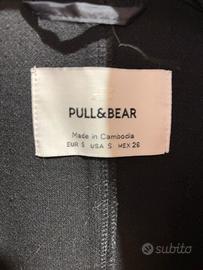 PULL&BEAR
Made in Cambodia
EUR S USA S MEX 26
subito